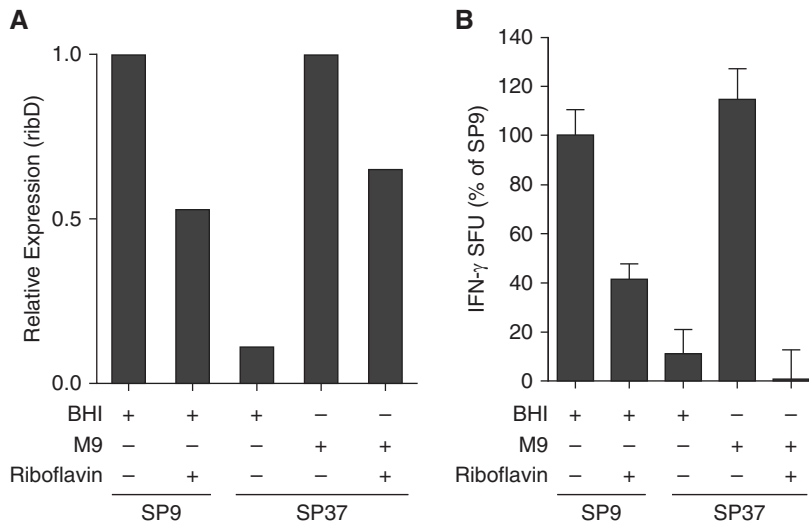 A
Relative Expression (ribD)
1.0
0.5
0.0
BHI + + + – –
M9 – – – + +
Riboflavin – + – – +
SP9 SP37
B
IFN-γ SFU (% of SP9)
140
120
100
80
60
40
20
0
BHI + + + – –
M9 – – – + +
Riboflavin – + – – +
SP9 SP37